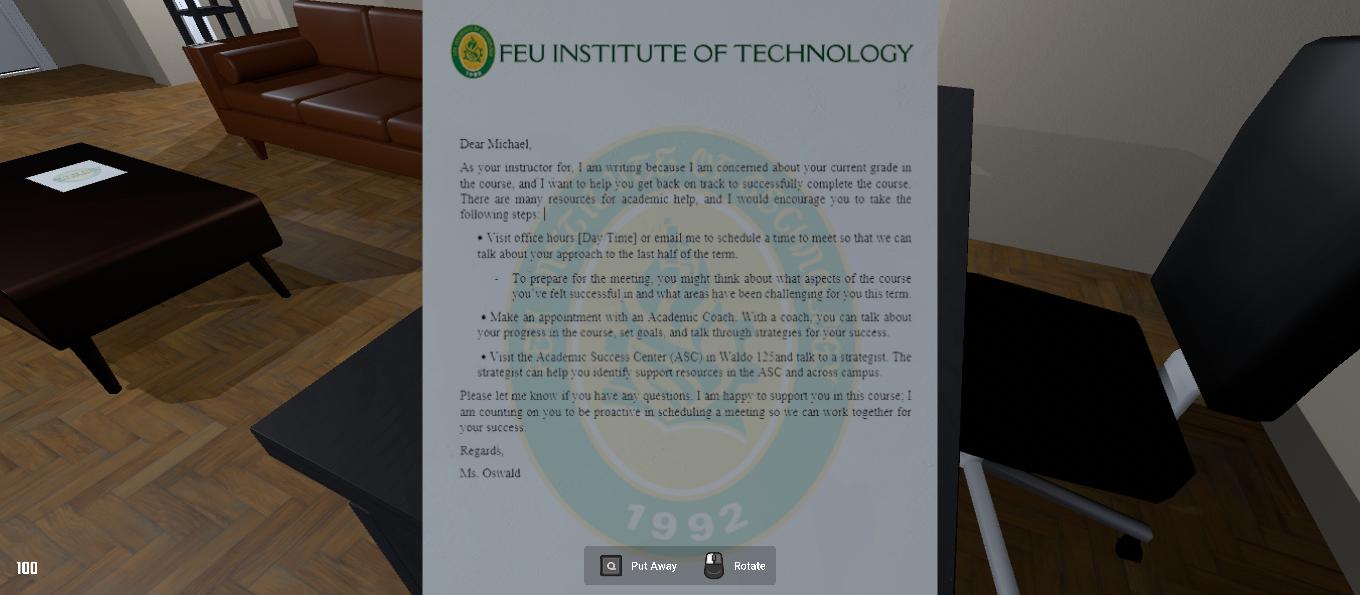 FEU INSTITUTE OF TECHNOLOGY
Dear Michael,
As your instructor for, I am writing because I am concerned about your current grade in
the course, and I want to help you get back on track to successfully complete the course.
There are many resources for academic help, and I would encourage you to take the
following steps:
• Visit office hours [Day/Time] or email me to schedule a time to meet so that we can
talk about your approach to the last half of the term.
- To prepare for the meeting, you might think about what aspects of the course
you've felt successful in and what areas have been challenging for you this term.
• Make an appointment with an Academic Coach. With a coach, you can talk about
your progress in the course, set goals, and talk through strategies for your success.
• Visit the Academic Success Center (ASC) in Waldo 125and talk to a strategist. The
strategist can help you identify support resources in the ASC and across campus.
Please let me know if you have any questions. I am happy to support you in this course; I
am counting on you to be proactive in scheduling a meeting so we can work together for
your success.
Regards,
Ms. Oswald
1992
Q Put Away Rotate
100